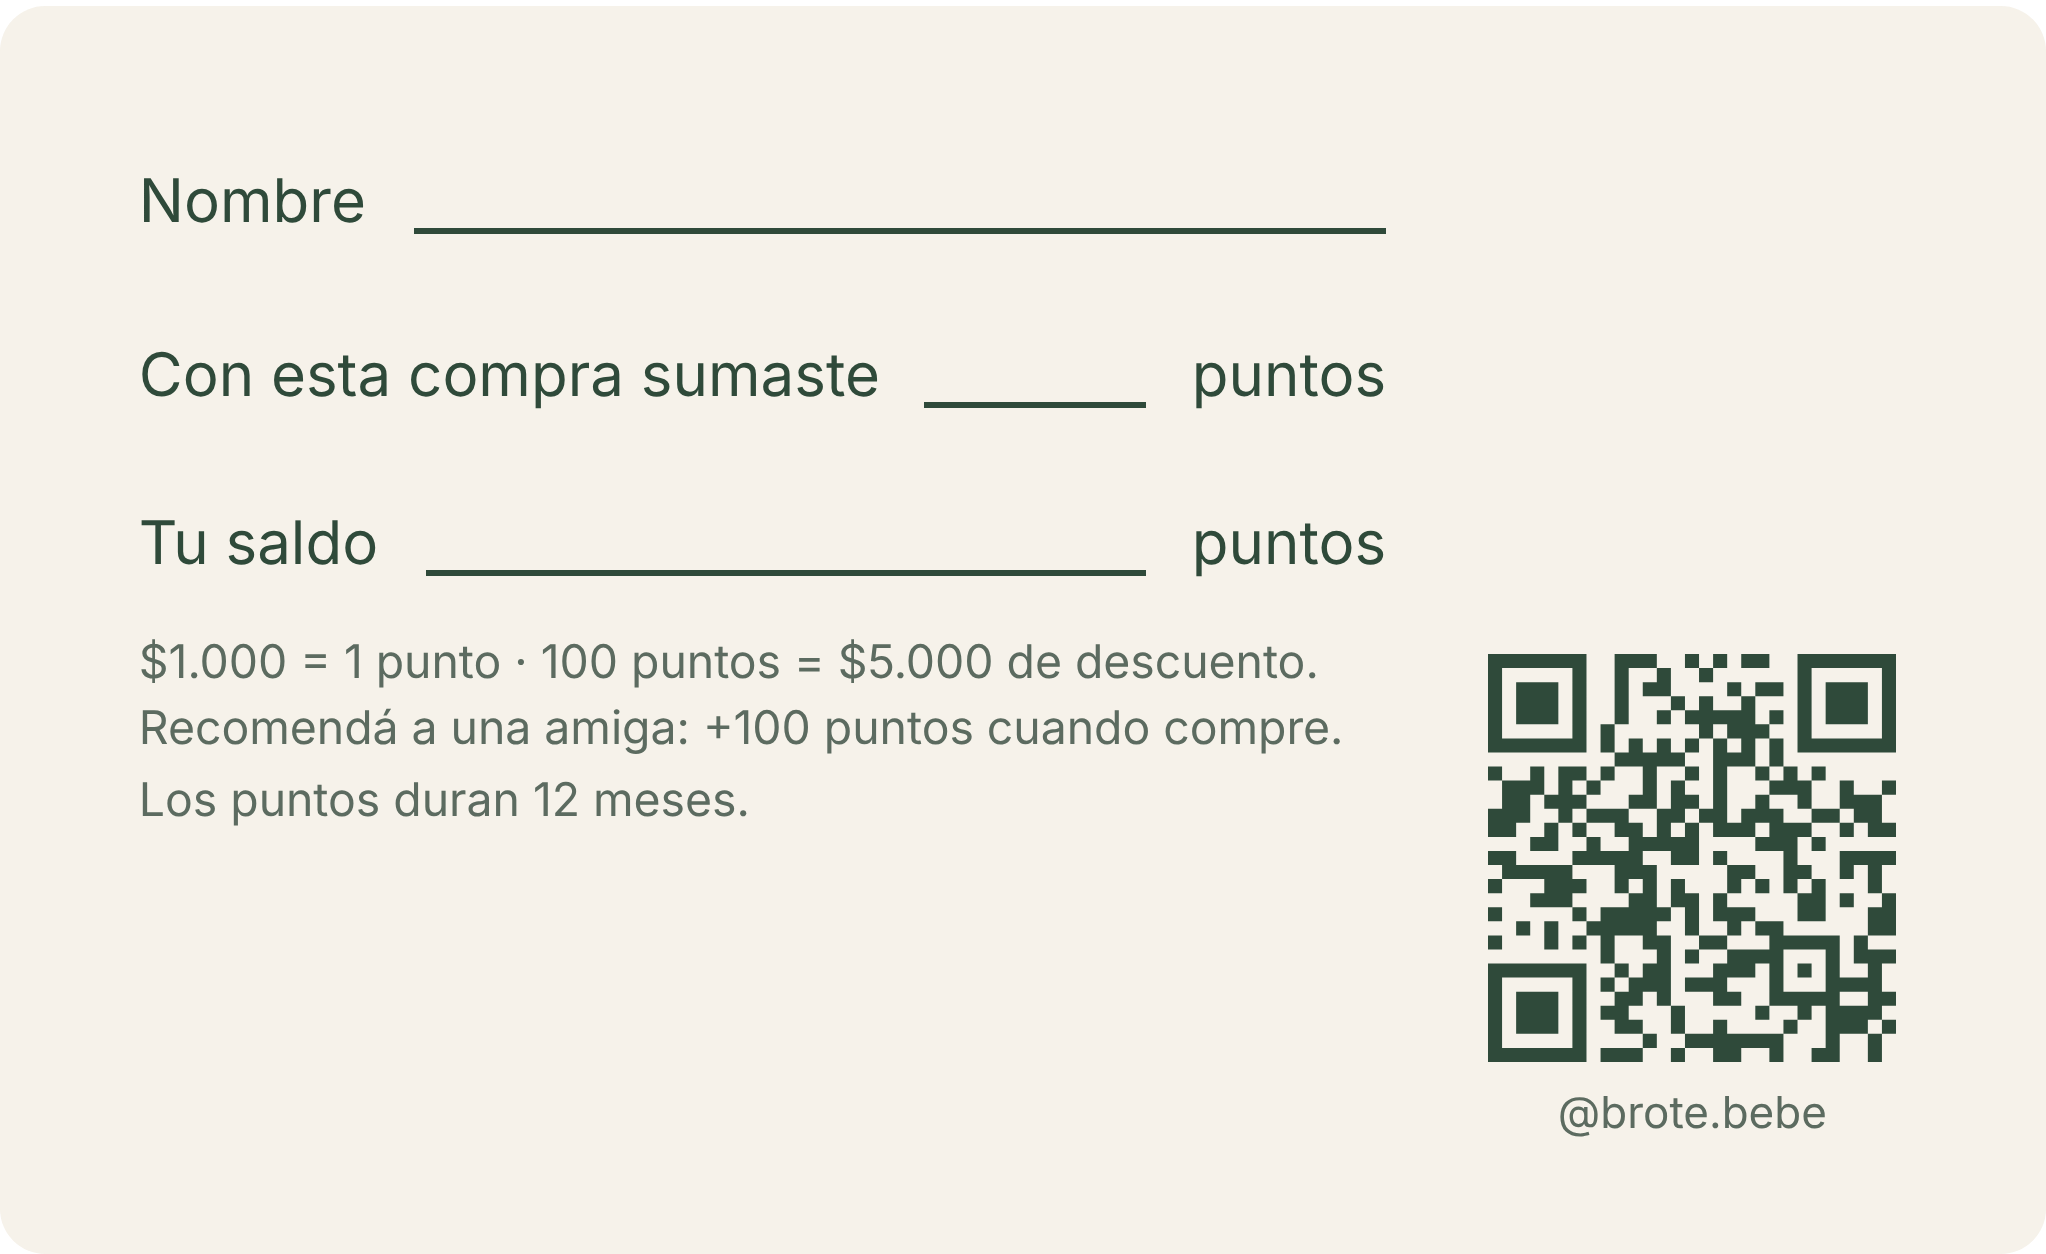 Nombre
Con esta compra sumaste puntos
Tu saldo puntos
$1.000 = 1 punto · 100 puntos = $5.000 de descuento.
Recomendá a una amiga: +100 puntos cuando compre.
Los puntos duran 12 meses.
@brote.bebe